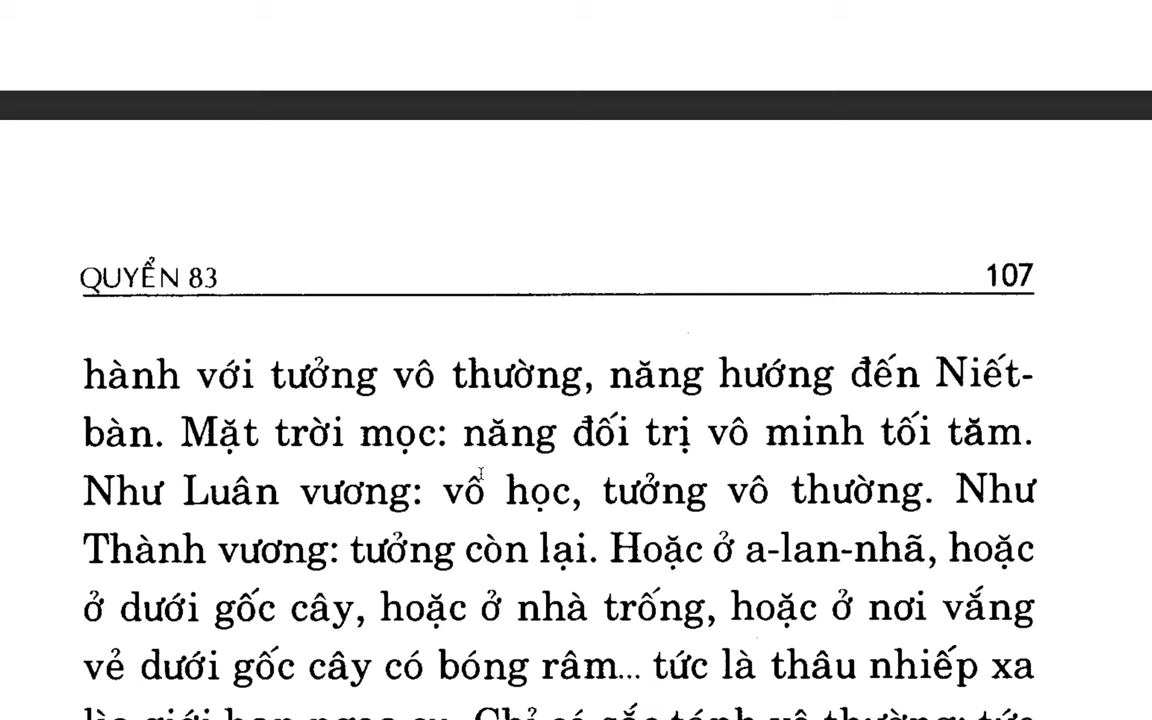 QUYỂN 83 107
hành với tưởng vô thường, năng hướng đến Niết-
bàn. Mặt trời mọc: năng đối trị vô minh tối tăm.
Như Luân vương: vô học, tưởng vô thường. Như
Thành vương: tưởng còn lại. Hoặc ở a-lan-nhã, hoặc
ở dưới gốc cây, hoặc ở nhà trống, hoặc ở nơi vắng
vẻ dưới gốc cây có bóng râm... tức là thâu nhiếp xa